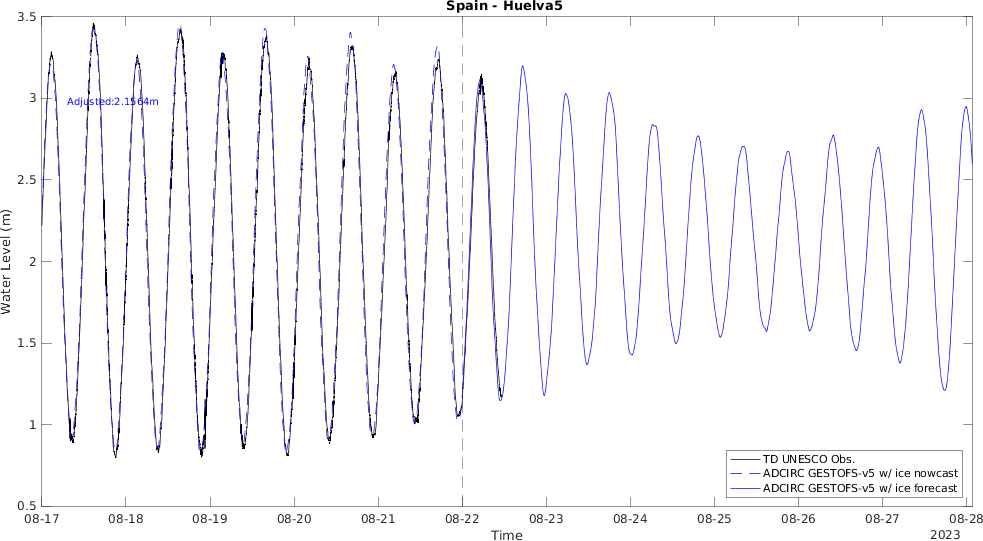 Spain - Huelva5
3.5
3
2.5
2
1.5
1
0.5
Water Level (m)
Adjusted:2.1564m
TD UNESCO Obs.
ADCIRC GESTOFS-v5 w/ ice nowcast
ADCIRC GESTOFS-v5 w/ ice forecast
08-17 08-18 08-19 08-20 08-21 08-22 08-23 08-24 08-25 08-26 08-27 08-28
Time
2023